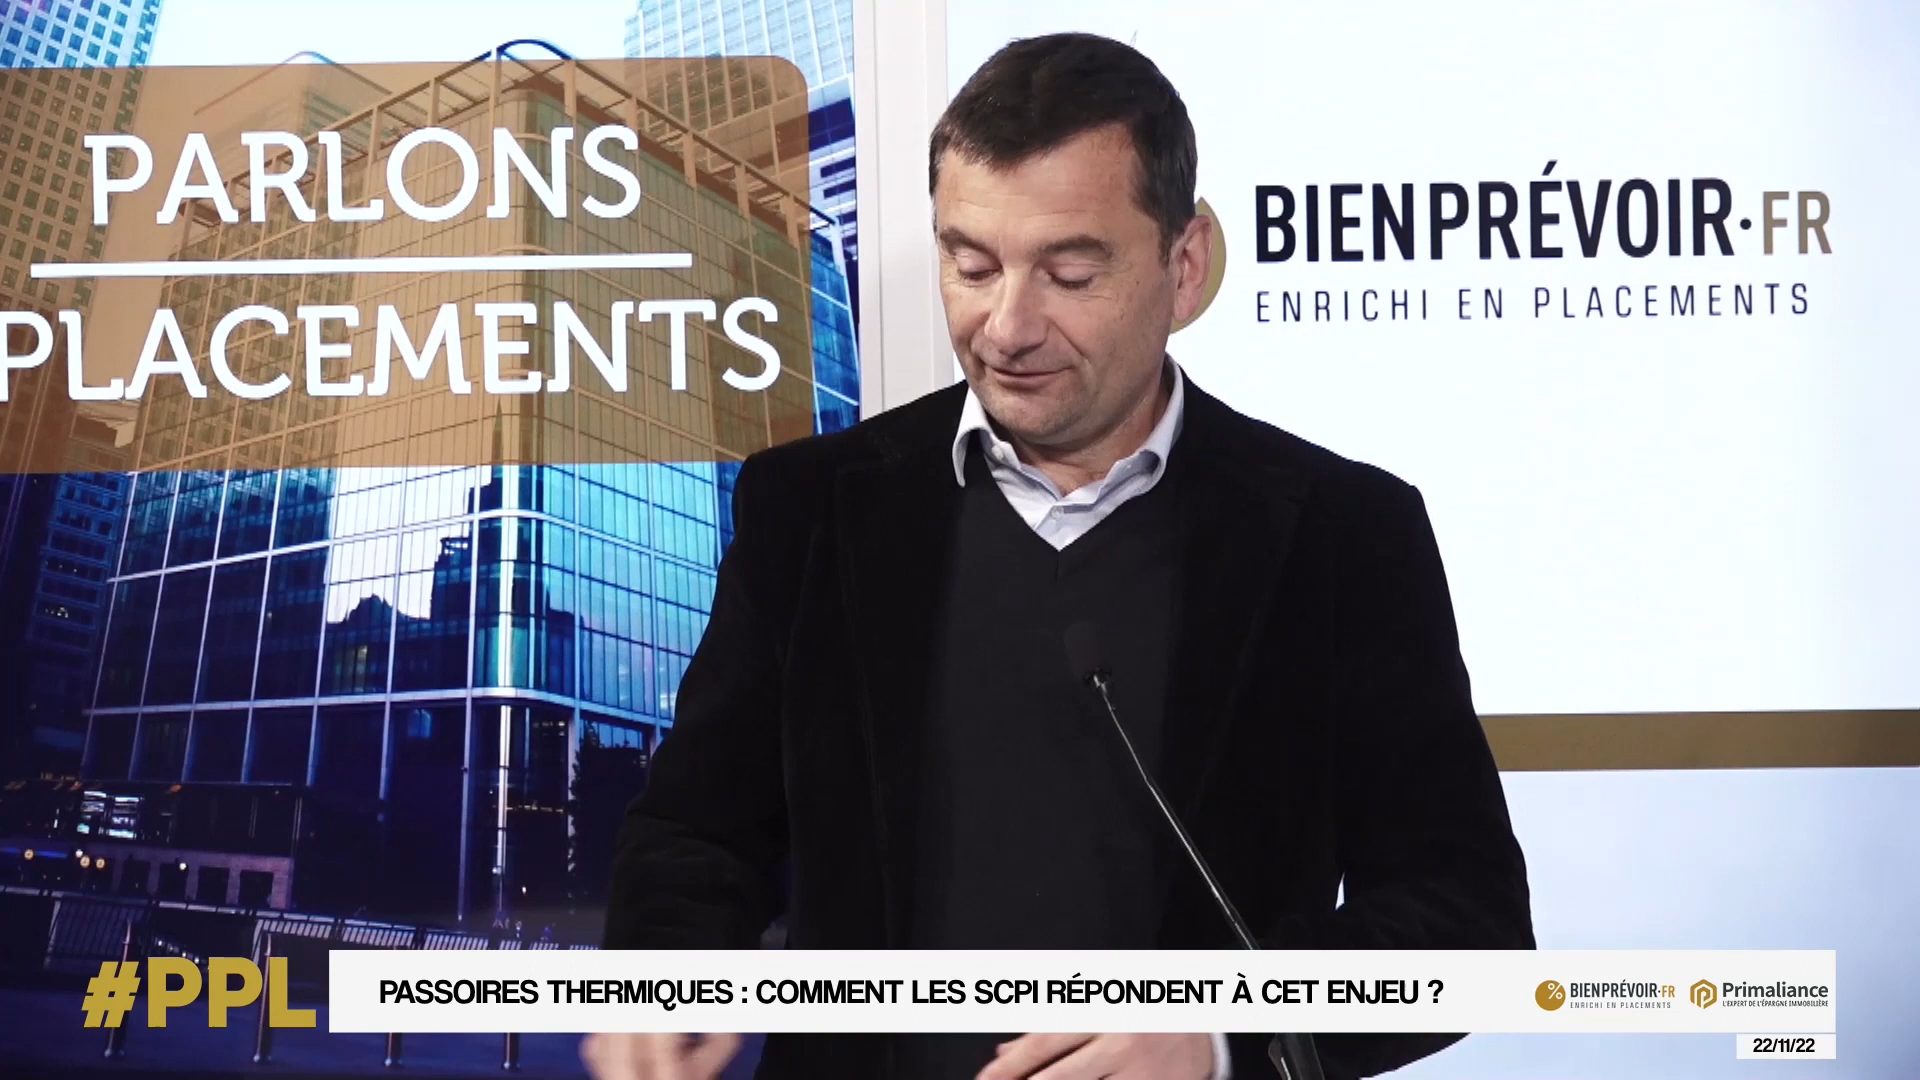 PARLONS
PLACEMENTS
BIENPRÉVOIR·FR
ENRICHI EN PLACEMENTS
#PPL
PASSOIRES THERMIQUES : COMMENT LES SCPI RÉPONDENT À CET ENJEU ?
%
BIENPRÉVOIR·FR
ENRICHI EN PLACEMENTS
Primaliance
L'EXPERT DE L'ÉPARGNE IMMOBILIÈRE
22/11/22